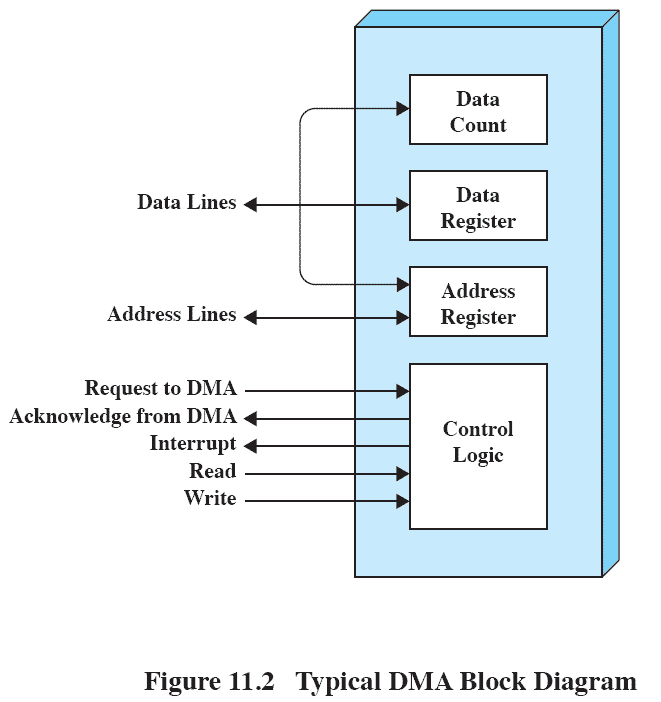 Data
Count
Data Lines
Data
Register
Address
Register
Address Lines
Request to DMA
Acknowledge from DMA
Interrupt
Read
Write
Control
Logic
Figure 11.2 Typical DMA Block Diagram